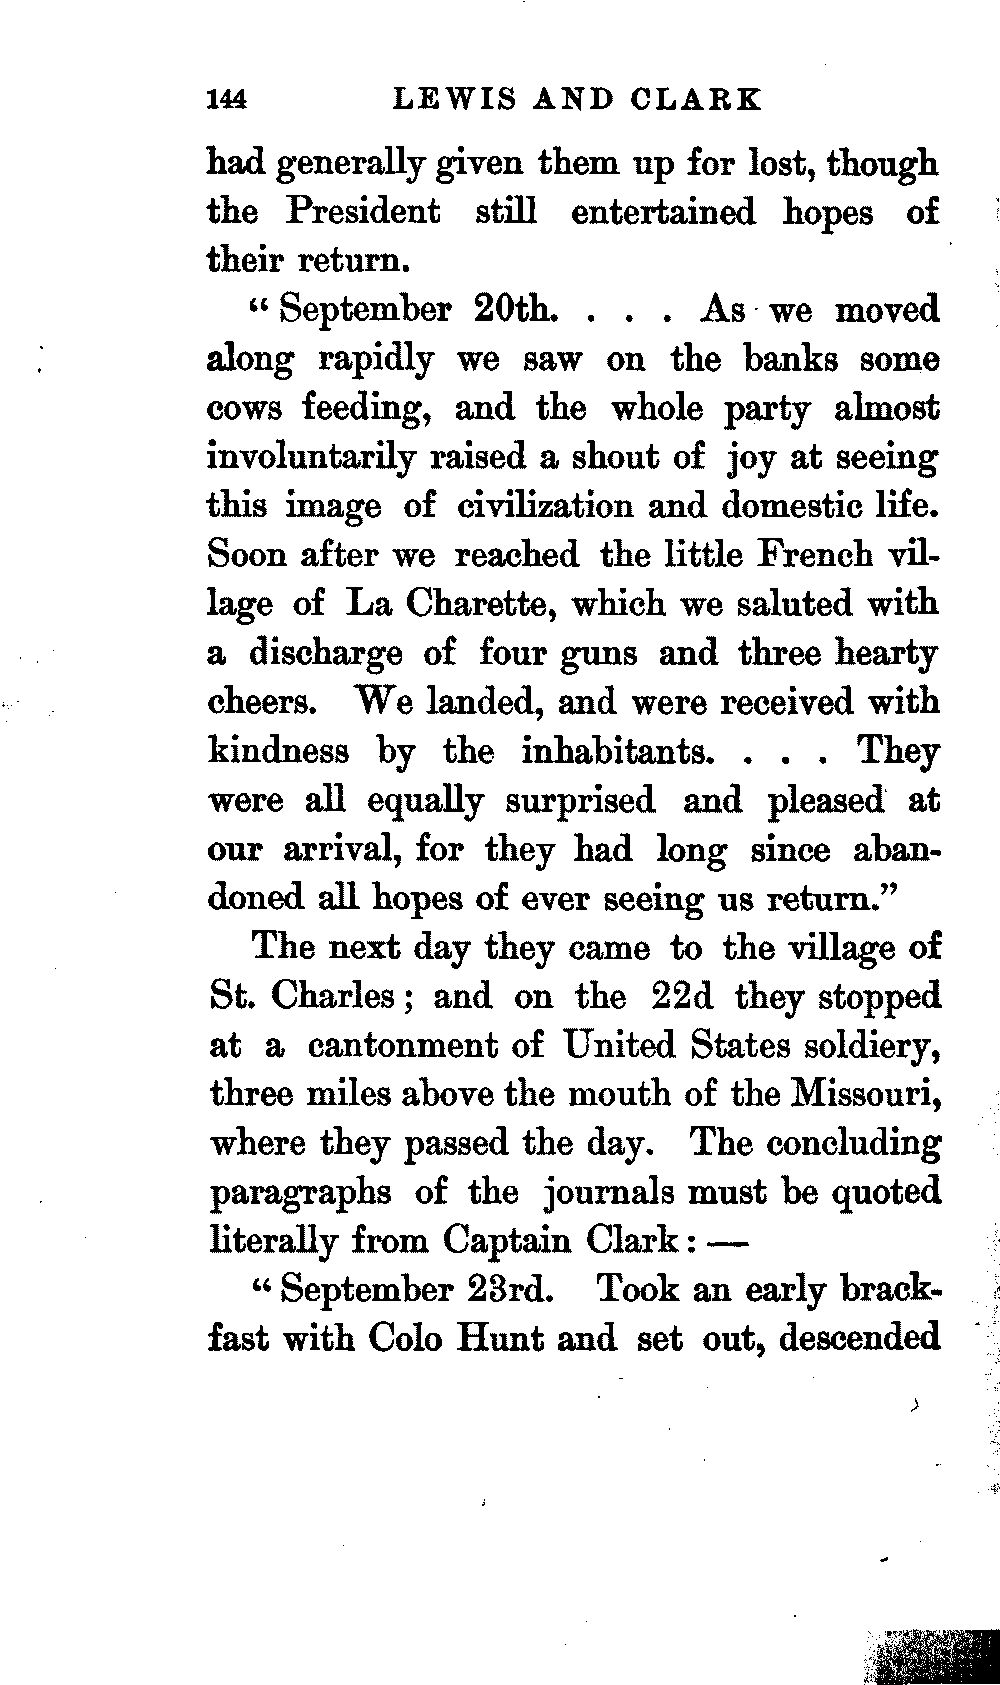 144 LEWIS AND CLARK
had generally given them up for lost, though
the President still entertained hopes of
their return.
“ September 20th. . . . As we moved
along rapidly we saw on the banks some
cows feeding, and the whole party almost
involuntarily raised a shout of joy at seeing
this image of civilization and domestic life.
Soon after we reached the little French vil-
lage of La Charette, which we saluted with
a discharge of four guns and three hearty
cheers. We landed, and were received with
kindness by the inhabitants. . . . They
were all equally surprised and pleased at
our arrival, for they had long since aban-
doned all hopes of ever seeing us return.”
The next day they came to the village of
St. Charles; and on the 22d they stopped
at a cantonment of United States soldiery,
three miles above the mouth of the Missouri,
where they passed the day. The concluding
paragraphs of the journals must be quoted
literally from Captain Clark: —
“ September 23rd. Took an early brack-
fast with Colo Hunt and set out, descended